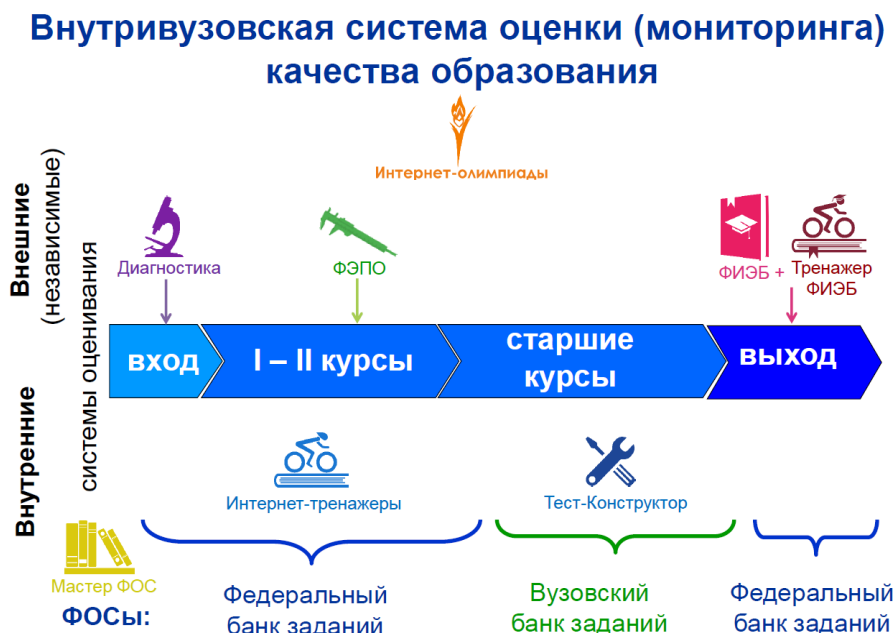 Внутривузовская система оценки (мониторинга)
качества образования
Интернет-олимпиады
Внешние
(независимые)
системы оценивания
Внутренние
Диагностика
ФЭПО
ФИЭБ +
Тренажер
ФИЭБ
вход
I – II курсы
старшие
курсы
выход
Интернет-тренажеры
Тест-Конструктор
Мастер ФОС
ФОСы:
Федеральный
банк заданий
Вузовский
банк заданий
Федеральный
банк заданий